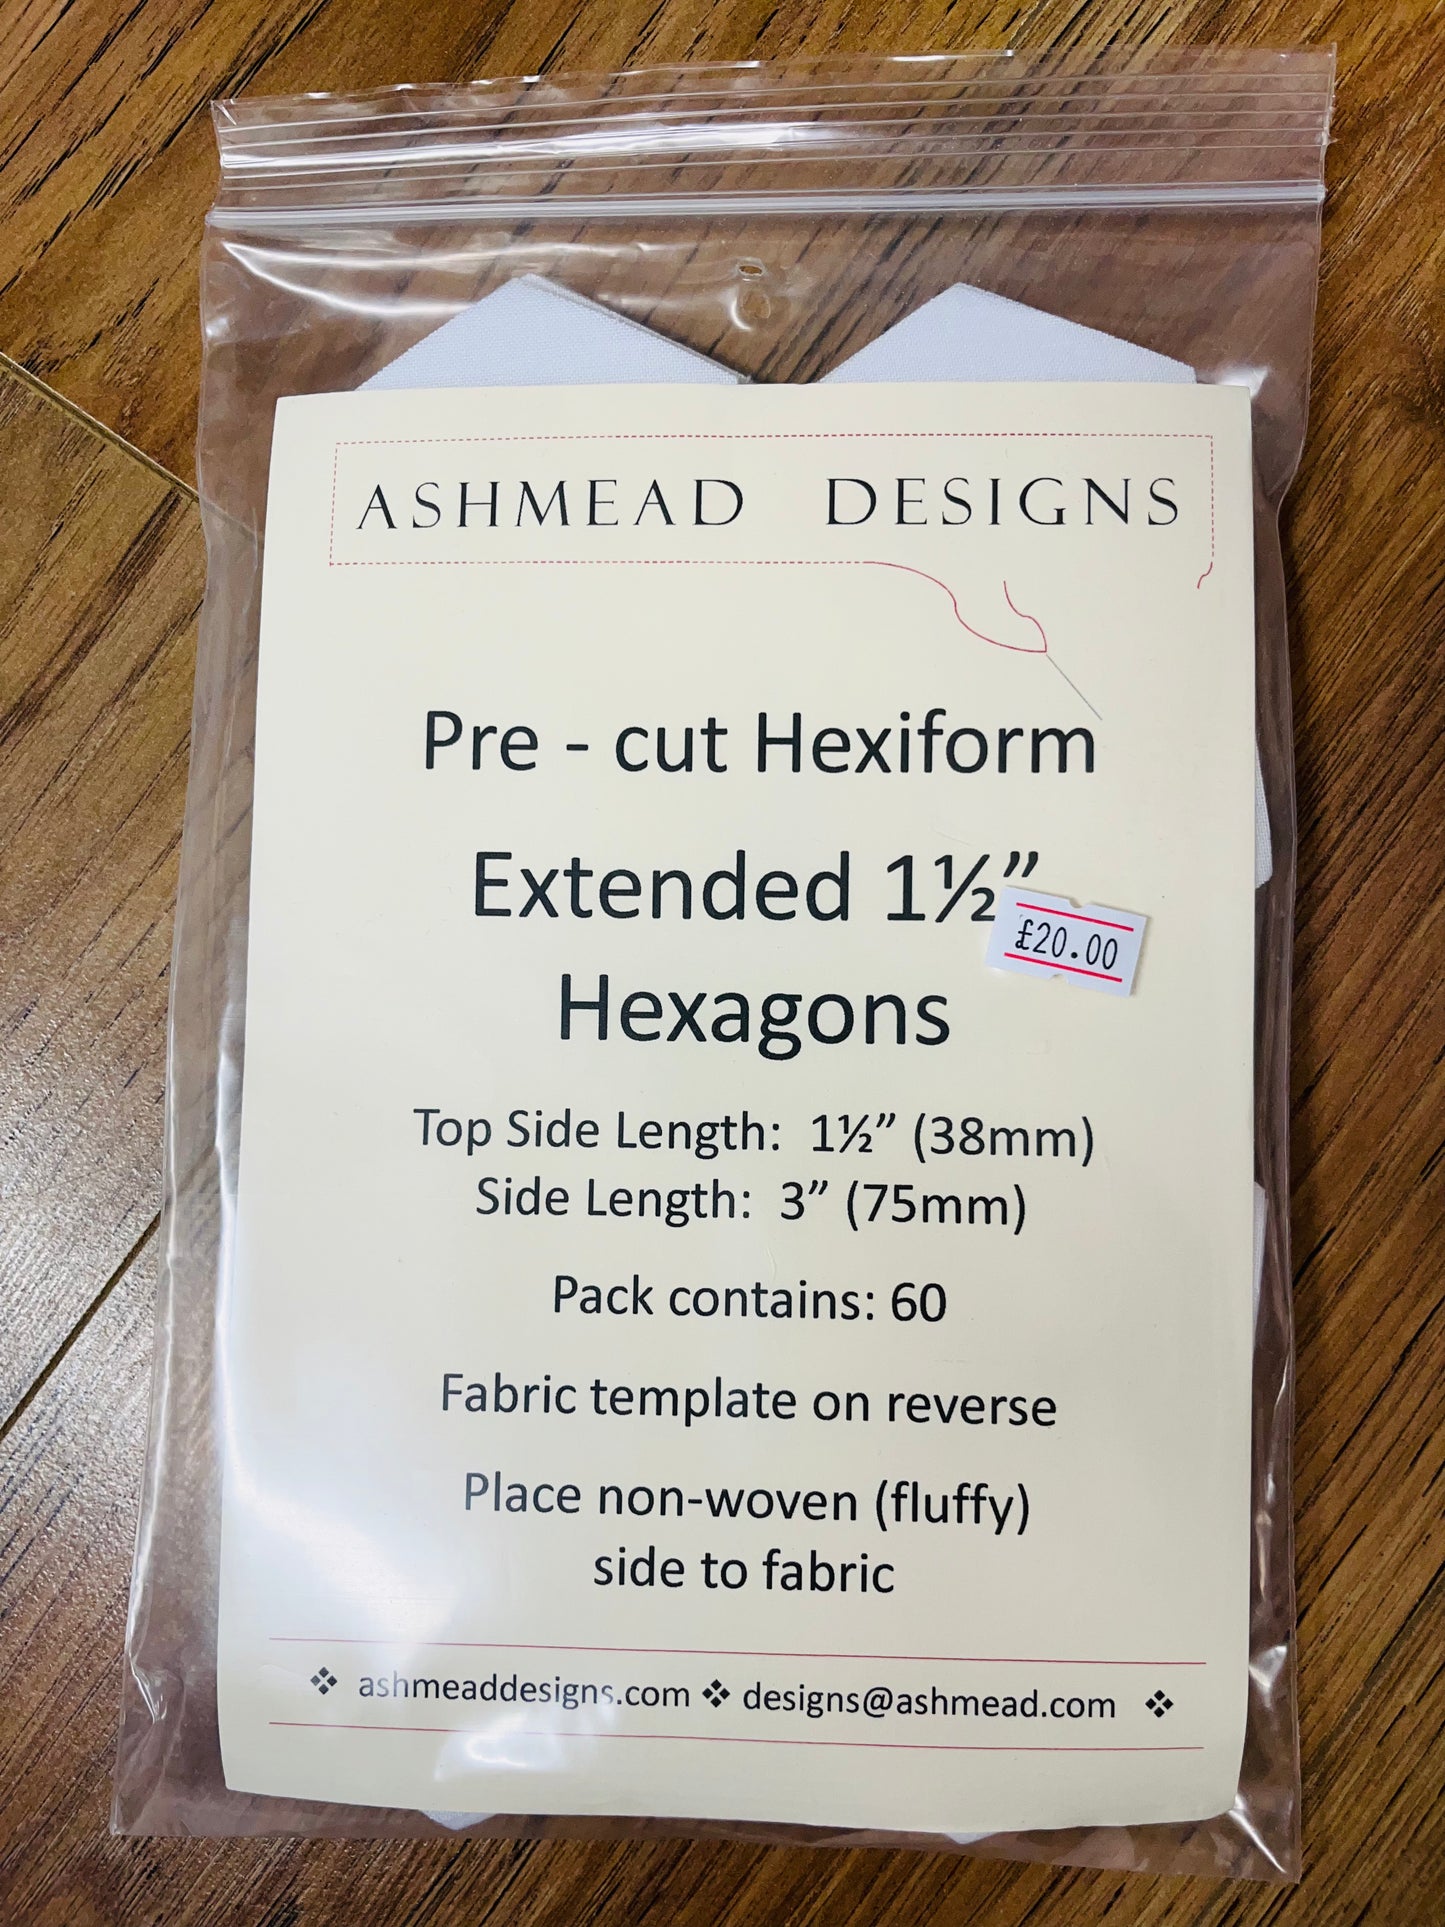 ASHMEAD DESIGNS
Pre - cut Hexiform
Extended 1½”
£20.00
Hexagons
Top Side Length: 1½” (38mm)
Side Length: 3” (75mm)
Pack contains: 60
Fabric template on reverse
Place non-woven (fluffy)
side to fabric
❖ ashmeaddesigns.com ❖ designs@ashmead.com ❖